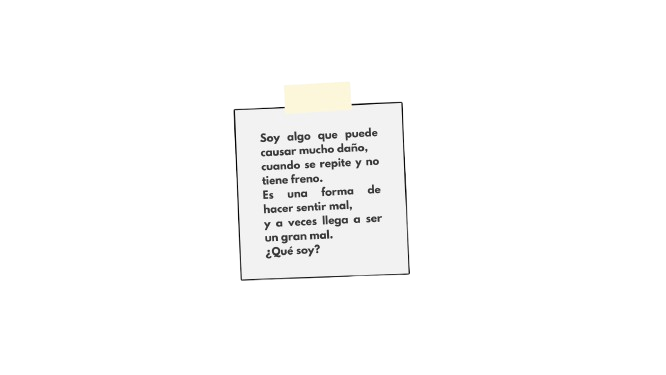 Soy algo que puede
causar mucho daño,
cuando se repite y no
tiene freno.
Es una forma de
hacer sentir mal,
y a veces llega a ser
un gran mal.
¿Qué soy?